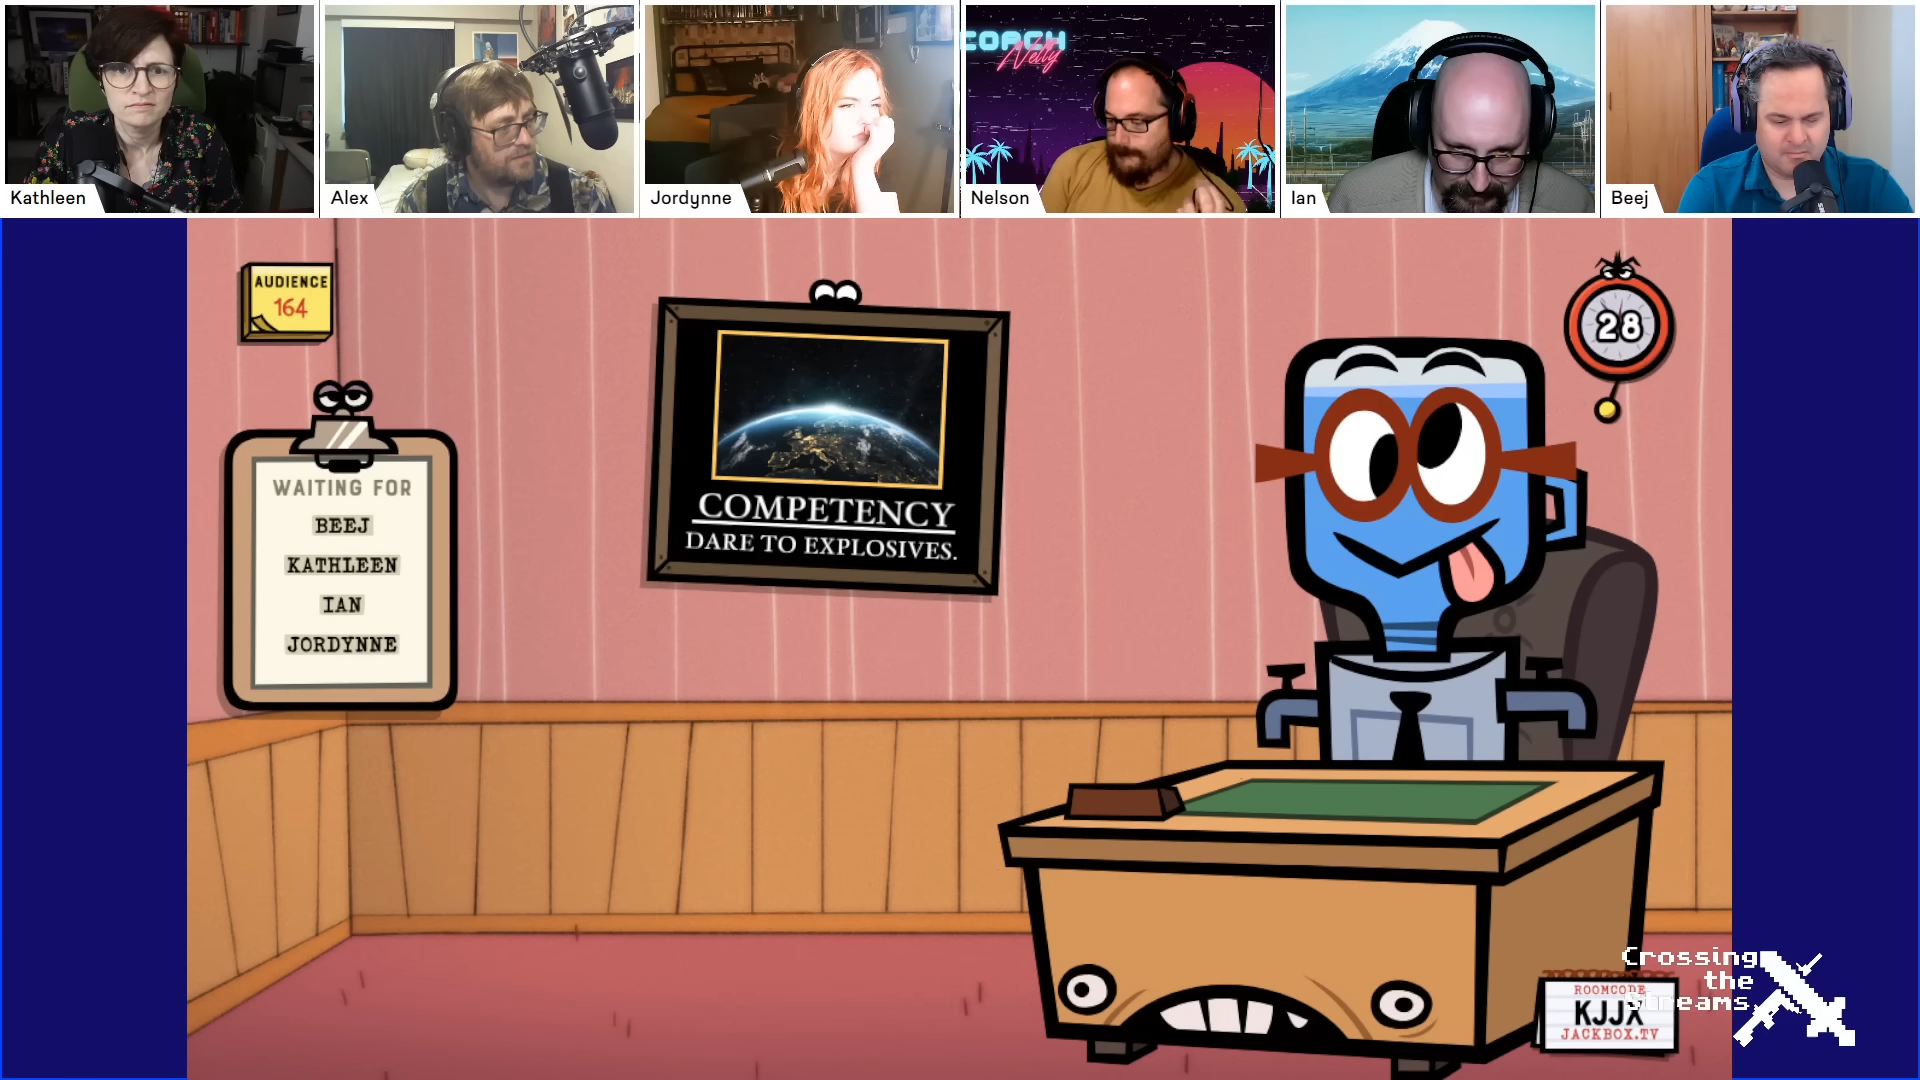 COACH
Nelly
Kathleen
Alex
Jordynne
Nelson
Ian
Beej
AUDIENCE
164
28
WAITING FOR
BEEJ
KATHLEEN
IAN
JORDYNNE
COMPETENCY
DARE TO EXPLOSIVES.
Crossing
the
Streams
ROOMCODE
KJJX
JACKBOX.TV